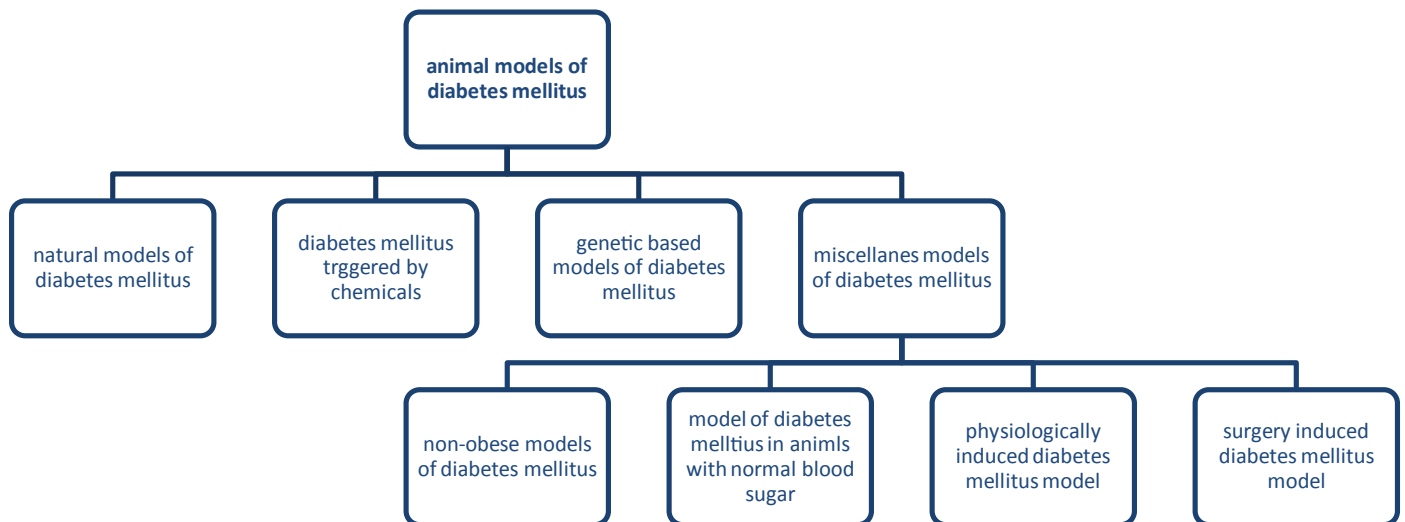 animal models of
diabetes mellitus
natural models of
diabetes mellitus
diabetes mellitus
trggered by
chemicals
genetic based
models of diabetes
mellitus
miscellanes models
of diabetes mellitus
non-obese models
of diabetes mellitus
model of diabetes
melltius in animls
with normal blood
sugar
physiologically
induced diabetes
mellitus model
surgery induced
diabetes mellitus
model